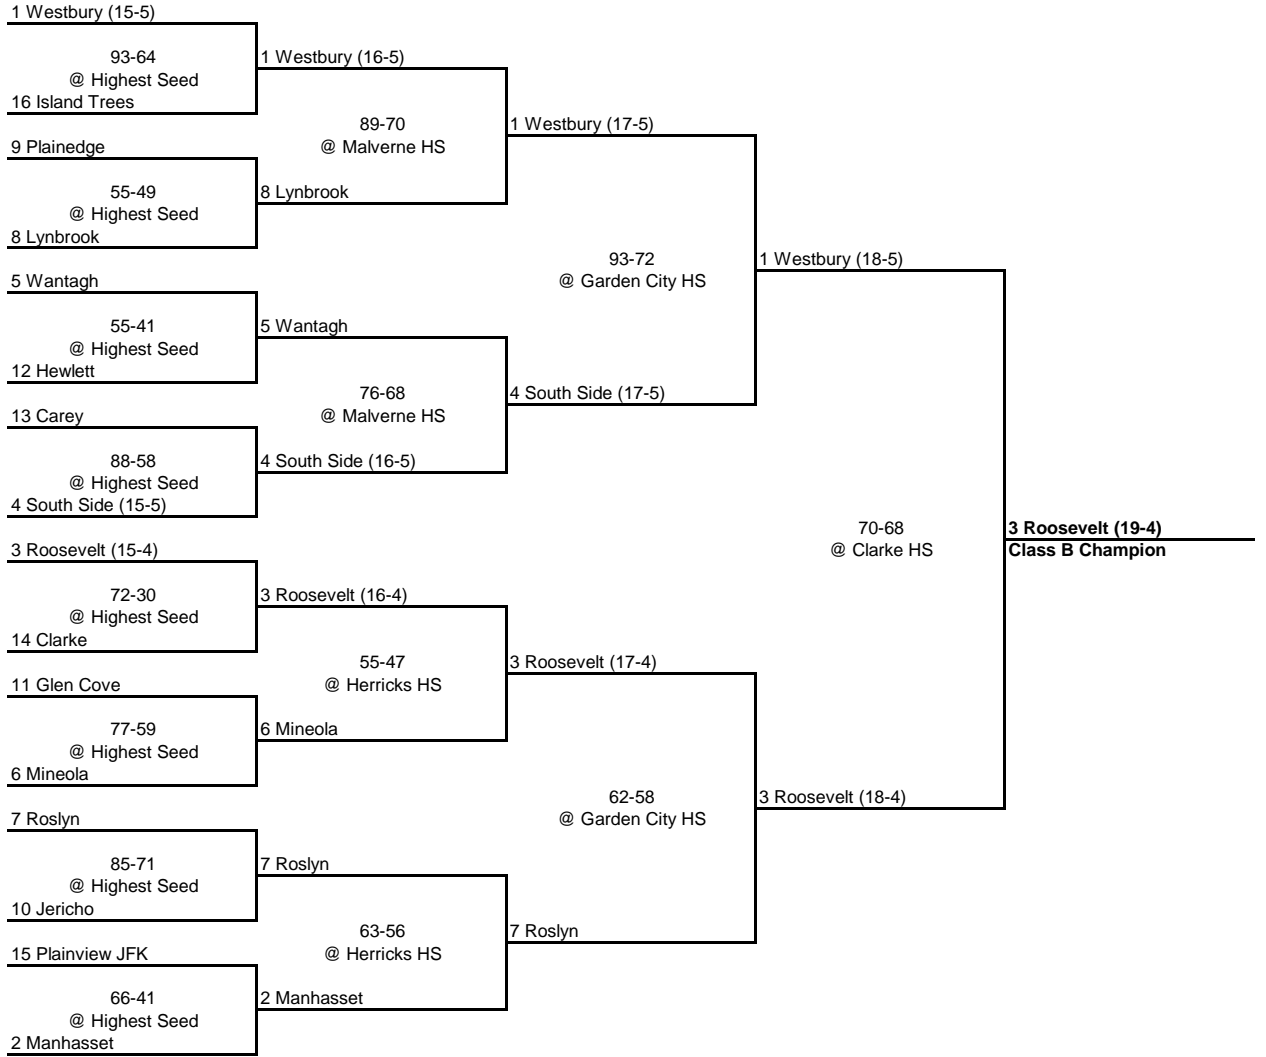 1 Westbury (15-5)
93-64
@ Highest Seed
16 Island Trees
9 Plainedge
55-49
@ Highest Seed
8 Lynbrook
5 Wantagh
55-41
@ Highest Seed
12 Hewlett
13 Carey
88-58
@ Highest Seed
4 South Side (15-5)
3 Roosevelt (15-4)
72-30
@ Highest Seed
14 Clarke
11 Glen Cove
77-59
@ Highest Seed
6 Mineola
7 Roslyn
85-71
@ Highest Seed
10 Jericho
15 Plainview JFK
66-41
@ Highest Seed
2 Manhasset
1 Westbury (16-5)
89-70
@ Malverne HS
8 Lynbrook
5 Wantagh
76-68
@ Malverne HS
4 South Side (16-5)
3 Roosevelt (16-4)
55-47
@ Herricks HS
6 Mineola
7 Roslyn
63-56
@ Herricks HS
2 Manhasset
1 Westbury (17-5)
93-72
@ Garden City HS
4 South Side (17-5)
3 Roosevelt (17-4)
62-58
@ Garden City HS
7 Roslyn
1 Westbury (18-5)
70-68
@ Clarke HS
3 Roosevelt (18-4)
3 Roosevelt (19-4)
Class B Champion